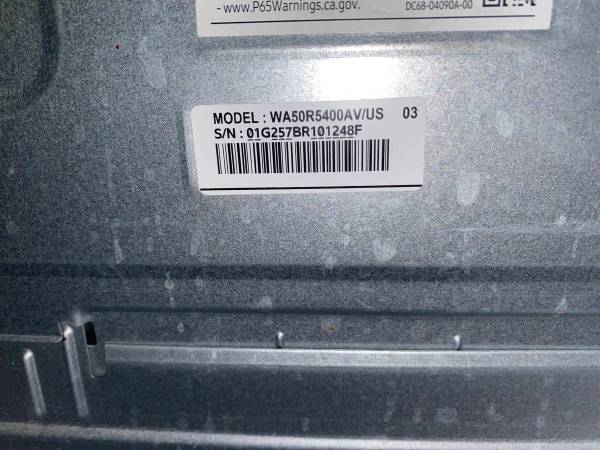 - www.P65Warnings.ca.gov.
DC68-04090A-00
MODEL : WA50R5400AV/US 03
S/N : 01G257BR101248F